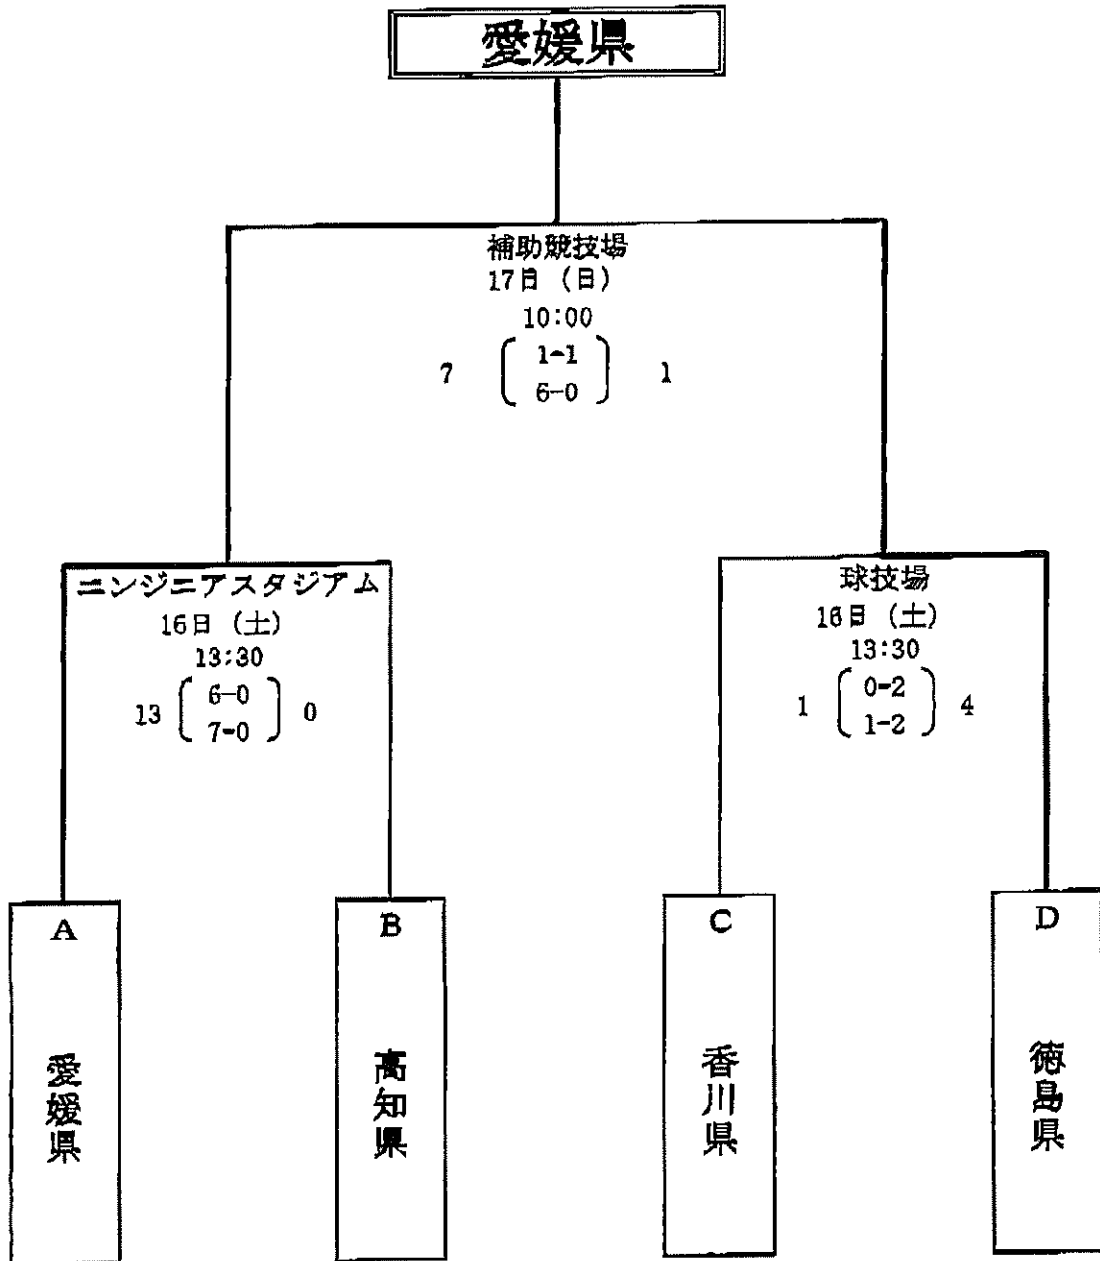 愛媛県
補助競技場
17日 (日)
10:00
7 1-1 1
6-0
ニンジニアスタジアム
16日 (土)
13:30
13 6-0 0
7-0
球技場
16日 (土)
13:30
1 0-2 4
1-2
A
愛媛県
B
高知県
C
香川県
D
徳島県